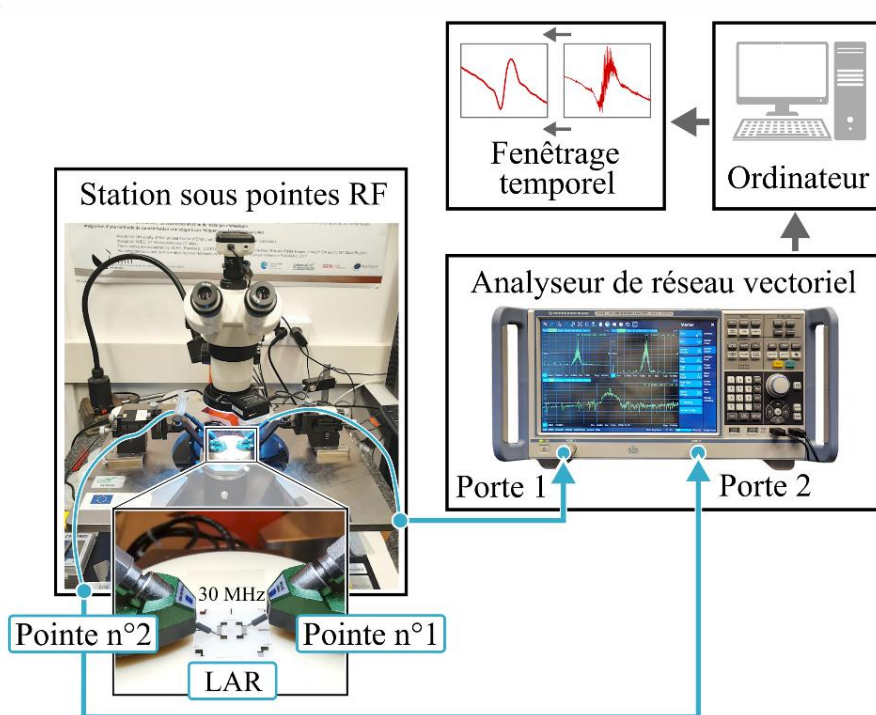 Fenêtrage
temporel
Ordinateur
Station sous pointes RF
Analyseur de réseau vectoriel
Porte 1
Porte 2
30 MHz
Pointe n°2
Pointe n°1
LAR